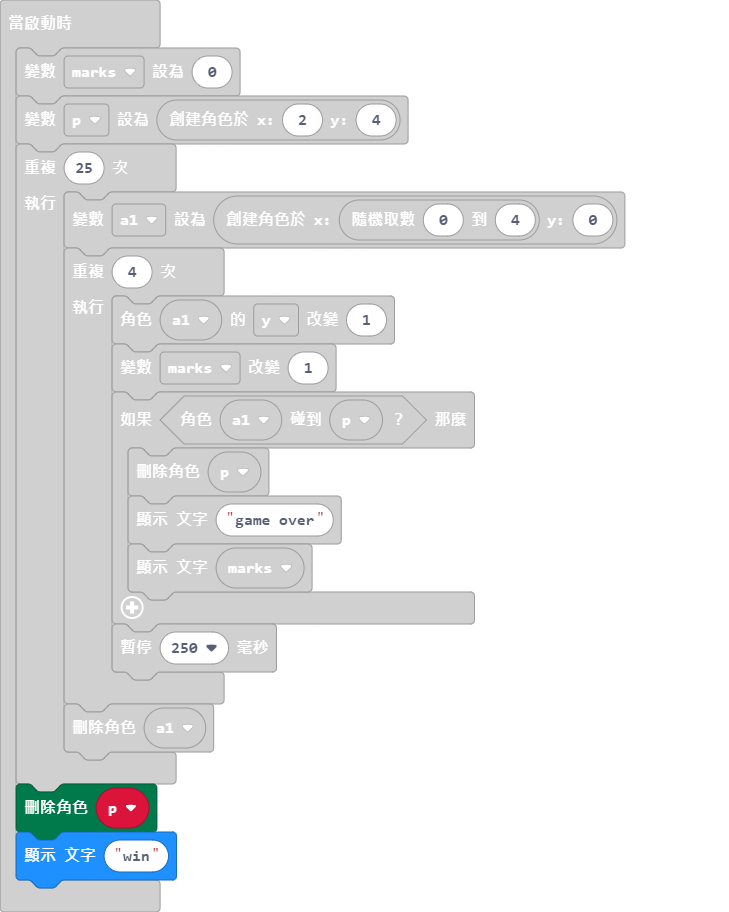 當啟動時
變數 marks 設為 0
變數 p 設為 創建角色於 x: 2 y: 4
重複 25 次
執行
變數 a1 設為 創建角色於 x: 隨機取數 0 到 4 y: 0
重複 4 次
執行
角色 a1 的 y 改變 1
變數 marks 改變 1
如果 角色 a1 碰到 p ? 那麼
刪除角色 p
顯示 文字 "game over"
顯示 文字 marks
暫停 250 毫秒
刪除角色 a1
刪除角色 p
顯示 文字 "win"